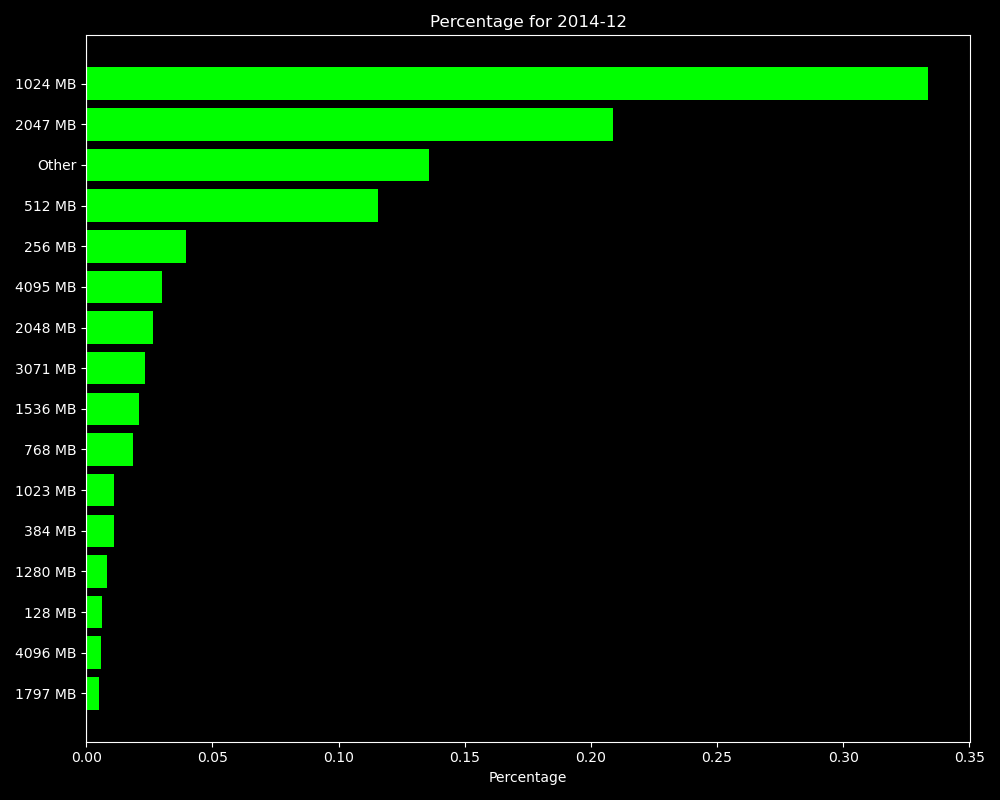 Percentage for 2014-12
1024 MB
2047 MB
Other
512 MB
256 MB
4095 MB
2048 MB
3071 MB
1536 MB
768 MB
1023 MB
384 MB
1280 MB
128 MB
4096 MB
1797 MB
0.00 0.05 0.10 0.15 0.20 0.25 0.30 0.35
Percentage